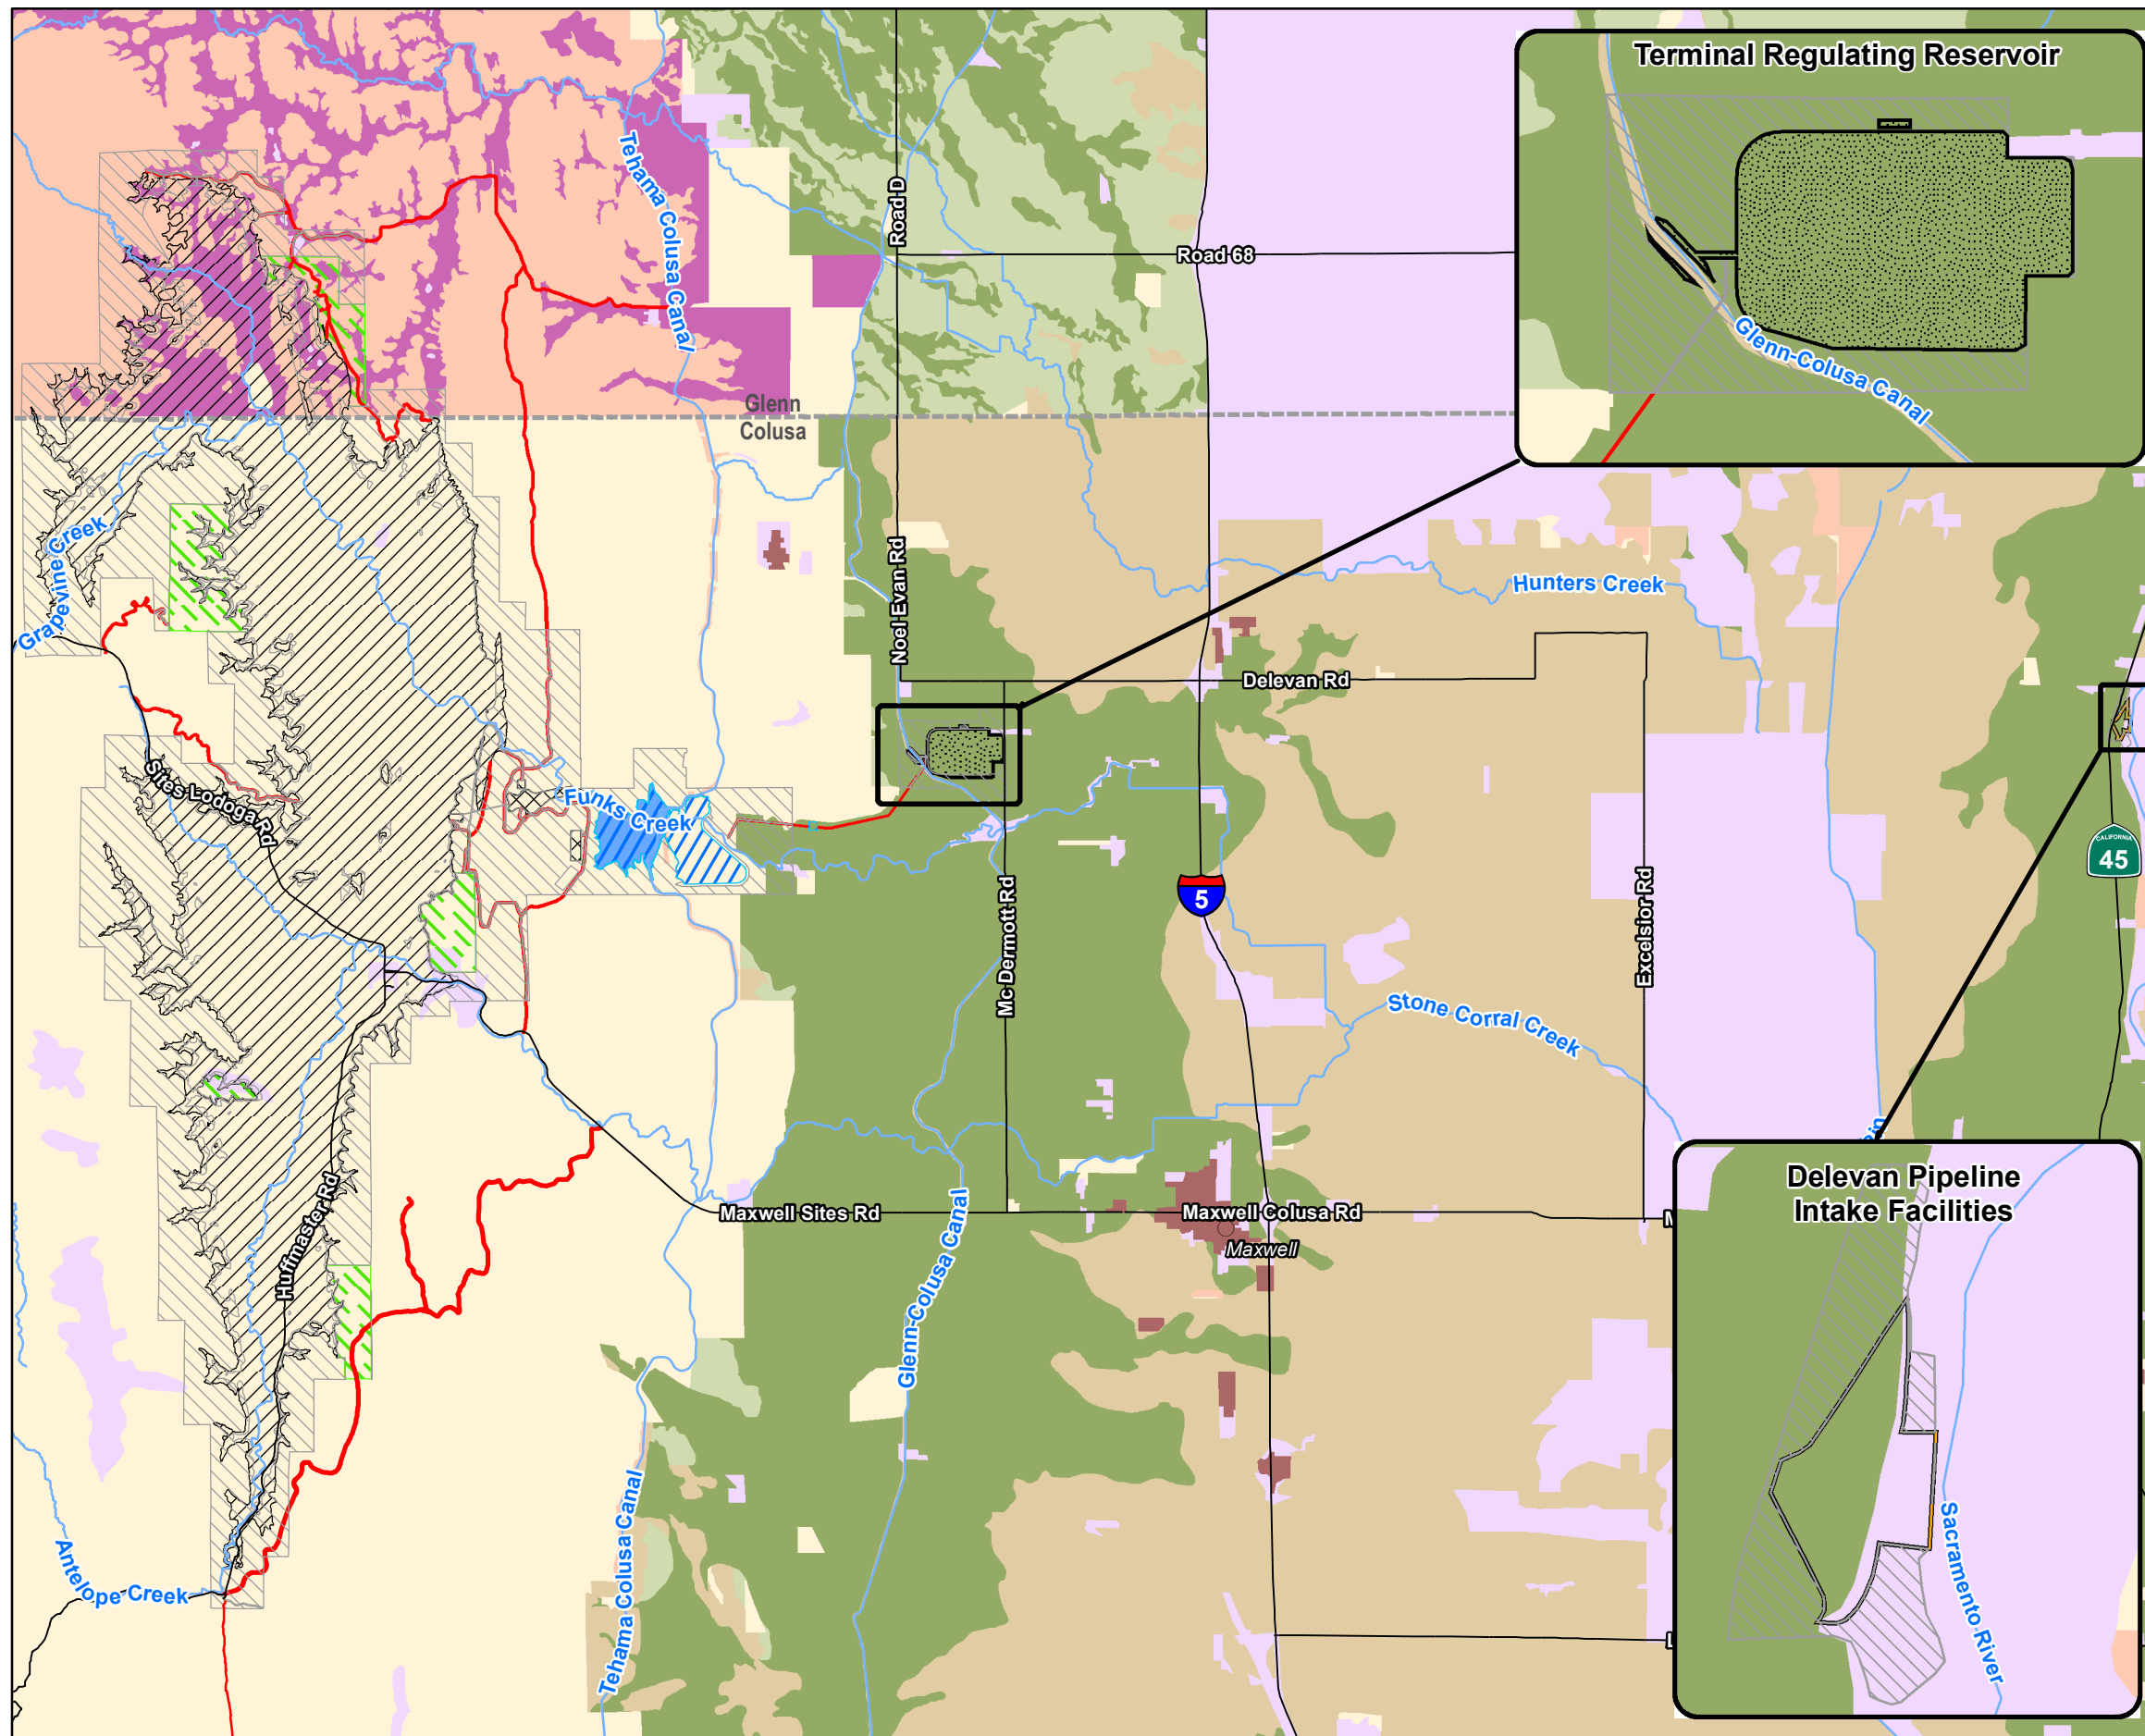 Terminal Regulating Reservoir
Glenn-Colusa Canal
Tehama Colusa Canal
Road D
Road 68
Glenn
Colusa
Grapevine Creek
Noel Evan Rd
Hunters Creek
Delevan Rd
Sites Lodoga Rd
Funks Creek
CALIFORNIA
45
5
Mc Dermott Rd
Excelsior Rd
Stone Corral Creek
Delevan Pipeline
Intake Facilities
Huffmaster Rd
Maxwell Sites Rd
Maxwell Colusa Rd
Maxwell
Glenn-Colusa Canal
Tehama Colusa Canal
Antelope Creek
Sacramento River